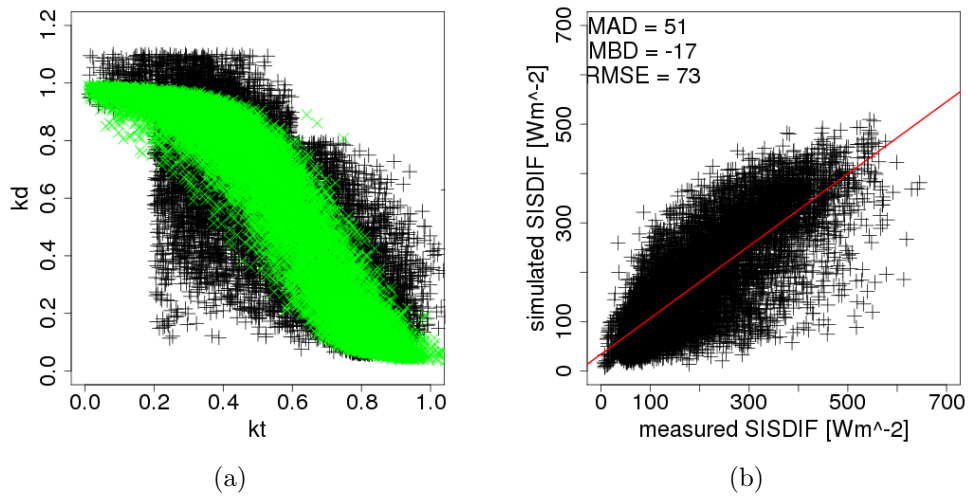 0.0 0.2 0.4 0.6 0.8 1.0 1.2
kd
0.0 0.2 0.4 0.6 0.8 1.0
kt
(a)
MAD = 51
MBD = -17
RMSE = 73
0 100 300 500 700
simulated SISDIF [Wm^-2]
0 100 300 500 700
measured SISDIF [Wm^-2]
(b)